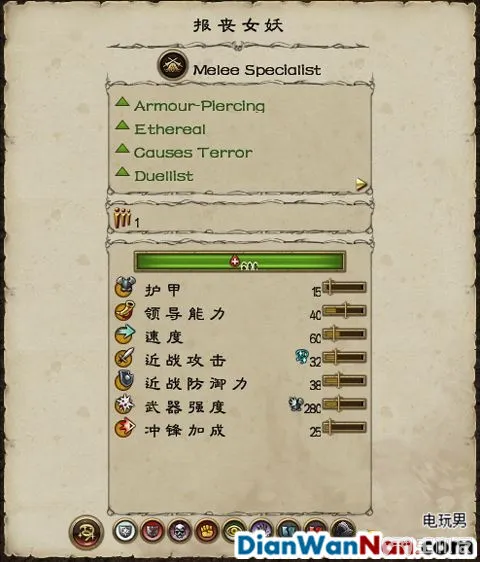 报丧女妖
Melee Specialist
Armour-Piercing
Ethereal
Causes Terror
Duellist
1
600
护甲 15
领导能力 40
速度 60
近战攻击 32
近战防御力 38
武器强度 280
冲锋加成 25
电玩男
DianWanNan.com